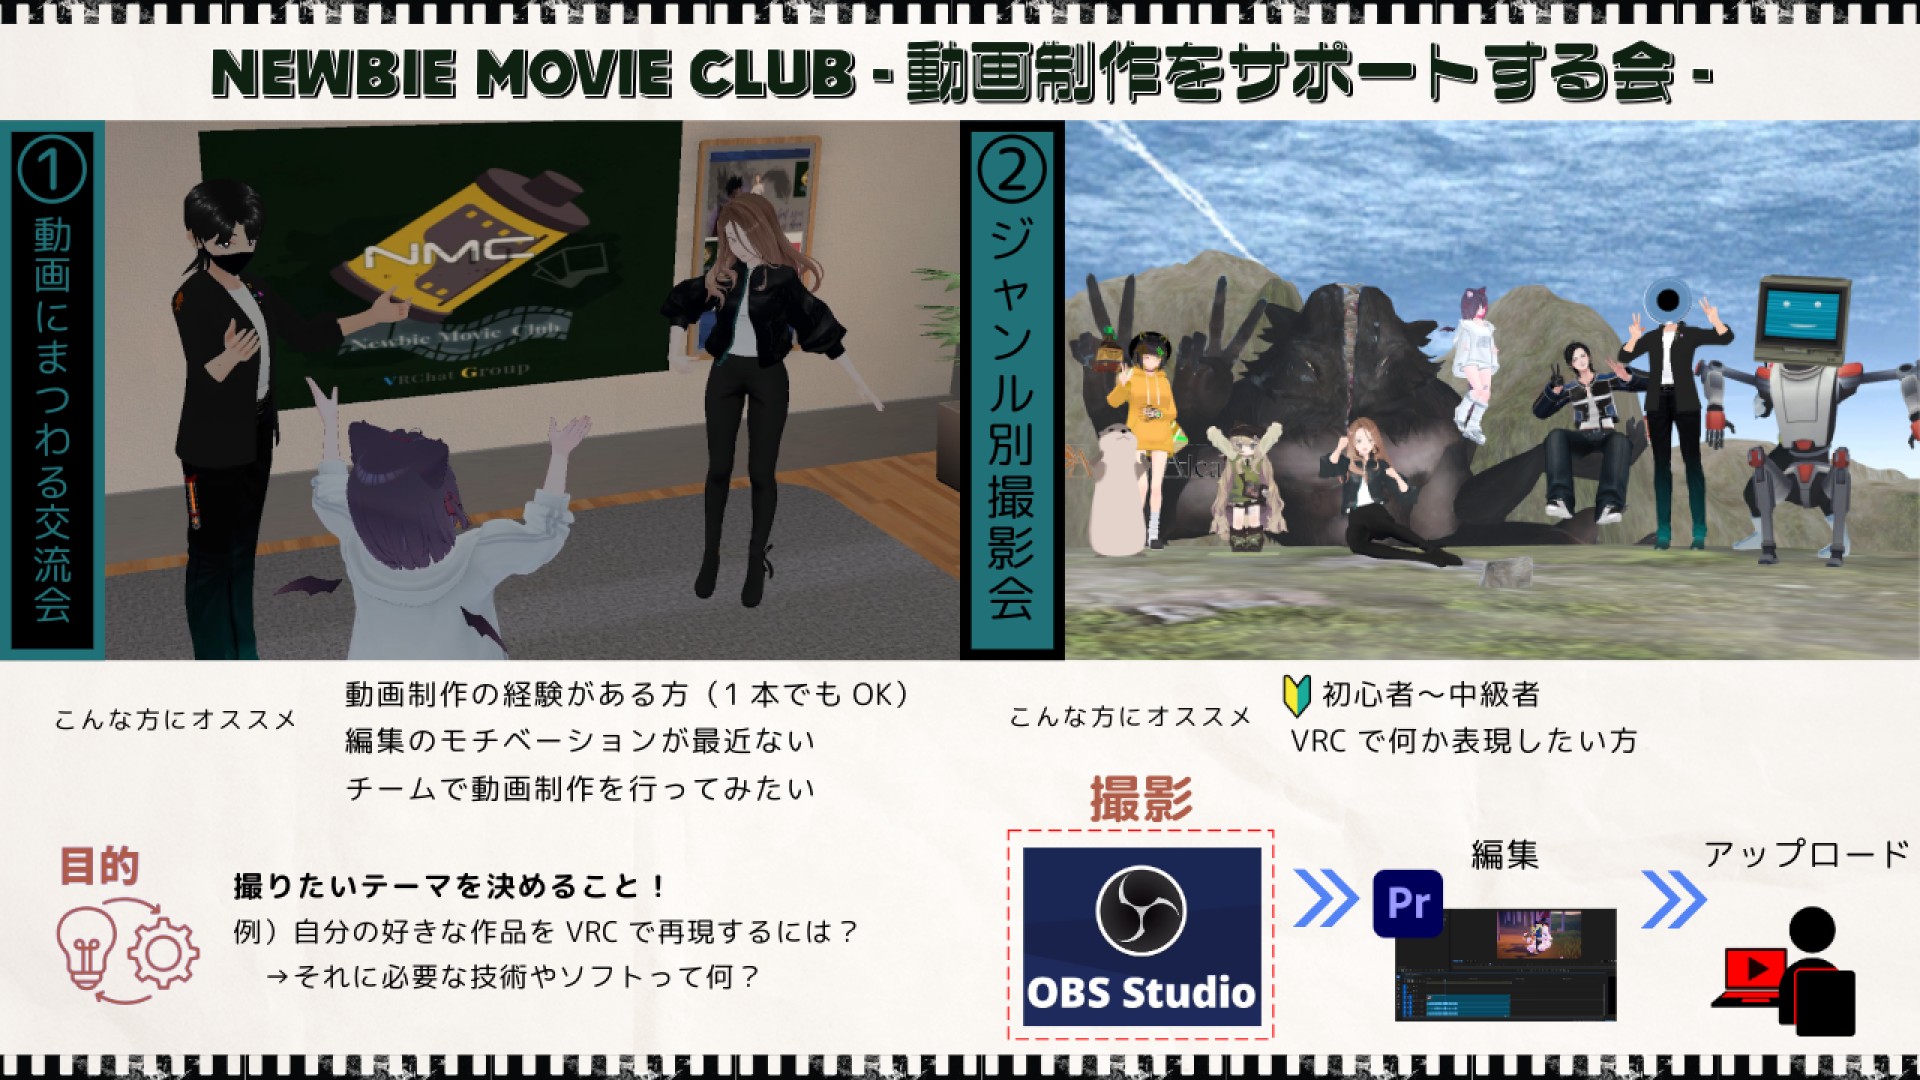 NEWBIE MOVIE CLUB - 動画制作をサポートする会 -
① 動画にまつわる交流会
NMC
Newbie Movie Club
VRChat Group
② ジャンル別撮影会
こんな方にオススメ
動画制作の経験がある方（1 本でも OK）
編集のモチベーションが最近ない
チームで動画制作を行ってみたい
目的
撮りたいテーマを決めること！
例）自分の好きな作品を VRC で再現するには？
→それに必要な技術やソフトって何？
こんな方にオススメ
初心者～中級者
VRC で何か表現したい方
撮影
OBS Studio
編集
Pr
アップロード